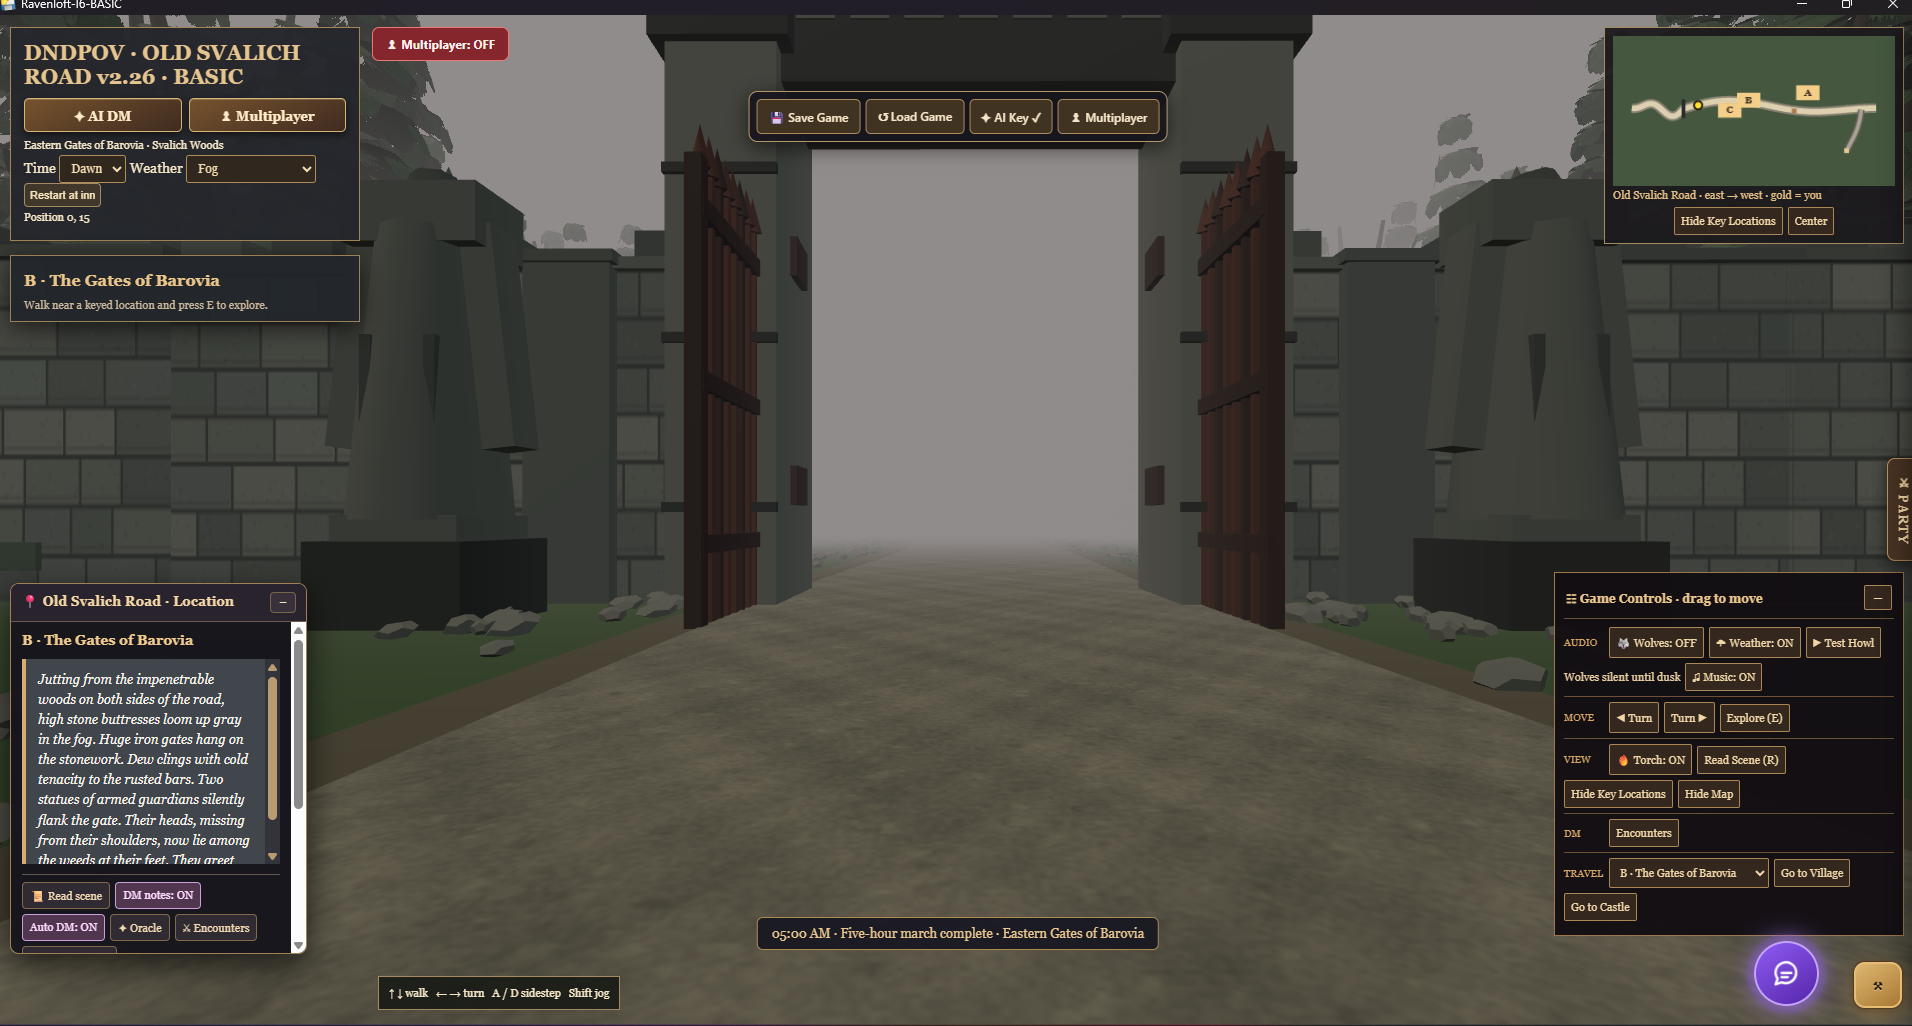 Ravenloft-I6-BASIC
DNDPOV · OLD SVALICH
ROAD v2.26 · BASIC
✦ AI DM
Multiplayer
Eastern Gates of Barovia · Svalich Woods
Time Dawn Weather Fog
Restart at inn
Position 0, 15
B · The Gates of Barovia
Walk near a keyed location and press E to explore.
Multiplayer: OFF
Save Game
↺ Load Game
✦ AI Key ✓
Multiplayer
A
B
C
Old Svalich Road · east → west · gold = you
Hide Key Locations
Center
PARTY
Old Svalich Road · Location
–
B · The Gates of Barovia
Jutting from the impenetrable
woods on both sides of the road,
high stone buttresses loom up gray
in the fog. Huge iron gates hang on
the stonework. Dew clings with cold
tenacity to the rusted bars. Two
statues of armed guardians silently
flank the gate. Their heads, missing
from their shoulders, now lie among
the weeds at their feet. They greet
Read scene
DM notes: ON
Auto DM: ON
✦ Oracle
⚔ Encounters
☷ Game Controls · drag to move
–
AUDIO
Wolves: OFF
Weather: ON
▶ Test Howl
Wolves silent until dusk
♫ Music: ON
MOVE
◀ Turn
Turn ▶
Explore (E)
VIEW
Torch: ON
Read Scene (R)
Hide Key Locations
Hide Map
DM
Encounters
TRAVEL
B · The Gates of Barovia
Go to Village
Go to Castle
05:00 AM · Five-hour march complete · Eastern Gates of Barovia
↑↓ walk ←→ turn A / D sidestep Shift jog